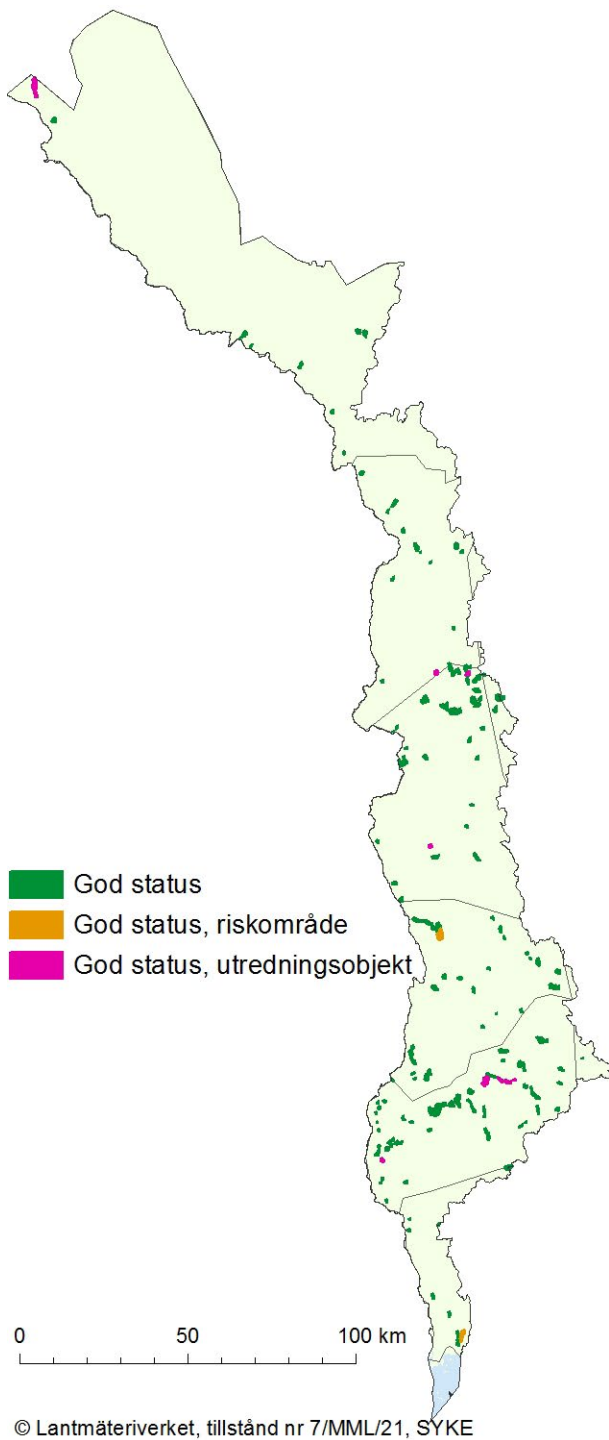 God status
God status, riskområde
God status, utredningsobjekt
0 50 100 km
© Lantmäteriverket, tillstånd nr 7/MML/21, SYKE